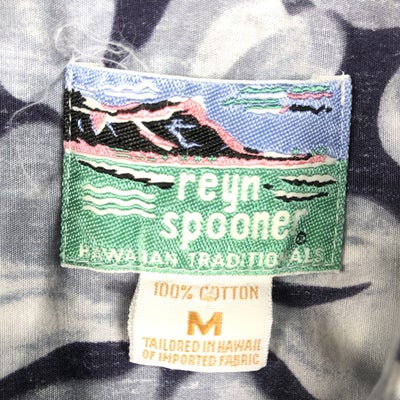 reyn
spooner®
HAWAIIAN TRADITIONALS
100% COTTON
M
TAILORED IN HAWAII
OF IMPORTED FABRIC